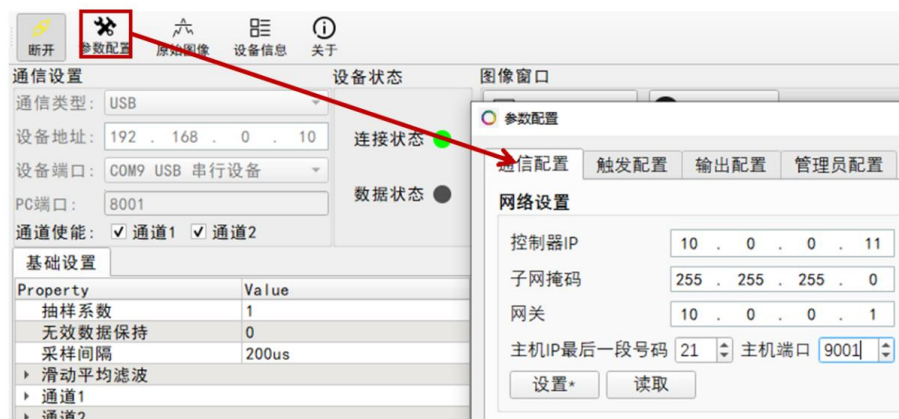 断开 参数配置 原始图像 设备信息 关于
通信设置
通信类型: USB
设备地址: 192 . 168 . 0 . 10
设备端口: COM9 USB 串行设备
PC端口: 8001
通道使能: 通道1 通道2
设备状态
连接状态
数据状态
图像窗口
基础设置
Property Value
抽样系数 1
无效数据保持 0
采样间隔 200us
滑动平均滤波
通道1
通道2
参数配置
通信配置 触发配置 输出配置 管理员配置
网络设置
控制器IP 10 . 0 . 0 . 11
子网掩码 255 . 255 . 255 . 0
网关 10 . 0 . 0 . 1
主机IP最后一段号码 21 主机端口 9001
设置* 读取